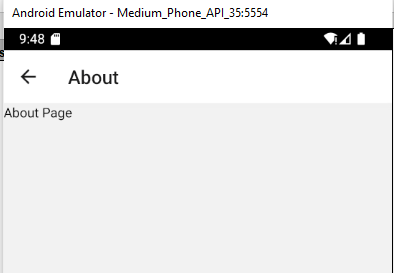 Android Emulator - Medium_Phone_API_35:5554
9:48
About
About Page